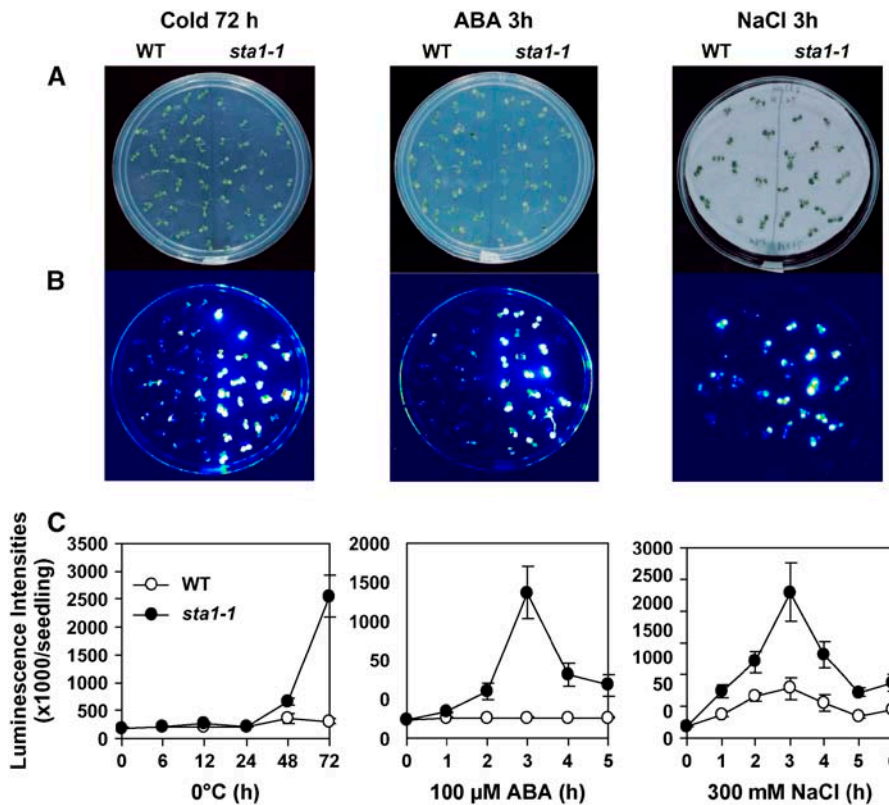 Cold 72 h ABA 3h NaCl 3h
WT sta1-1 WT sta1-1 WT sta1-1
A
B
C
Luminescence Intensities
(x1000/seedling)
3500
3000
2500
2000
1500
1000
500
0
WT
sta1-1
0 6 12 24 48 72
0°C (h)
2000
1500
1000
50
0
0
0 1 2 3 4 5
100 µM ABA (h)
3000
2500
2000
1500
1000
50
0
0
0 1 2 3 4 5
300 mM NaCl (h)